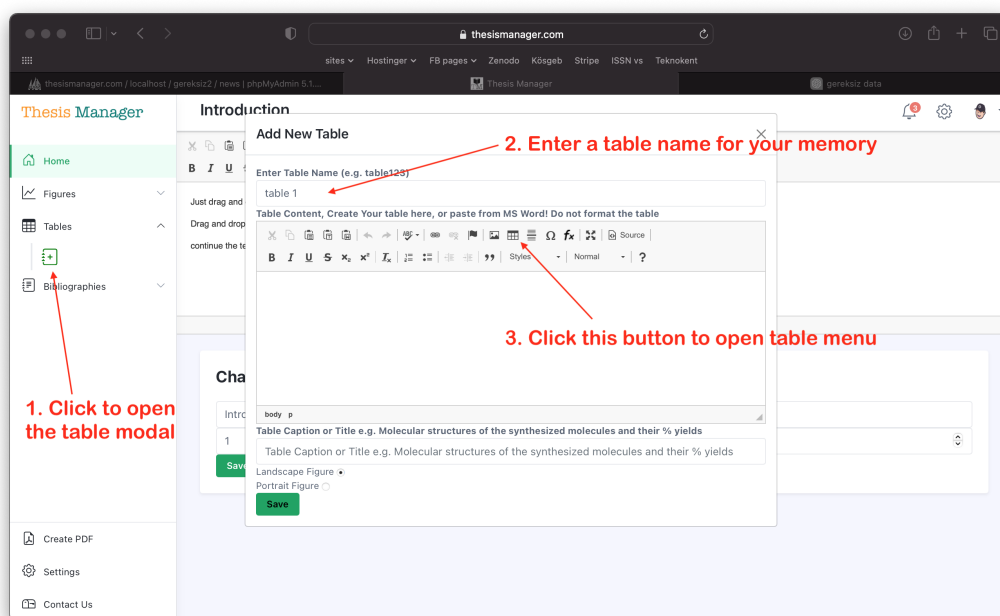 thesismanager.com
sites Hostinger FB pages Zenodo Kösgeb Stripe ISSN vs Teknokent
thesismanager.com / localhost / gereksiz2 / news | phpMyAdmin 5.1....
Thesis Manager
gereksiz data
Thesis Manager
Introduction
3
Home
Figures
Tables
Bibliographies
Create PDF
Settings
Contact Us
B I U
Just drag and
Drag and drop
continue the te
Cha
Intro
1
Save
Add New Table
2. Enter a table name for your memory
Enter Table Name (e.g. table123)
table 1
Table Content, Create Your table here, or paste from MS Word! Do not format the table
Source
B I U S x₂ x² Ix Styles Normal ?
3. Click this button to open table menu
body p
Table Caption or Title e.g. Molecular structures of the synthesized molecules and their % yields
Table Caption or Title e.g. Molecular structures of the synthesized molecules and their % yields
Landscape Figure
Portrait Figure
Save
1. Click to open
the table modal